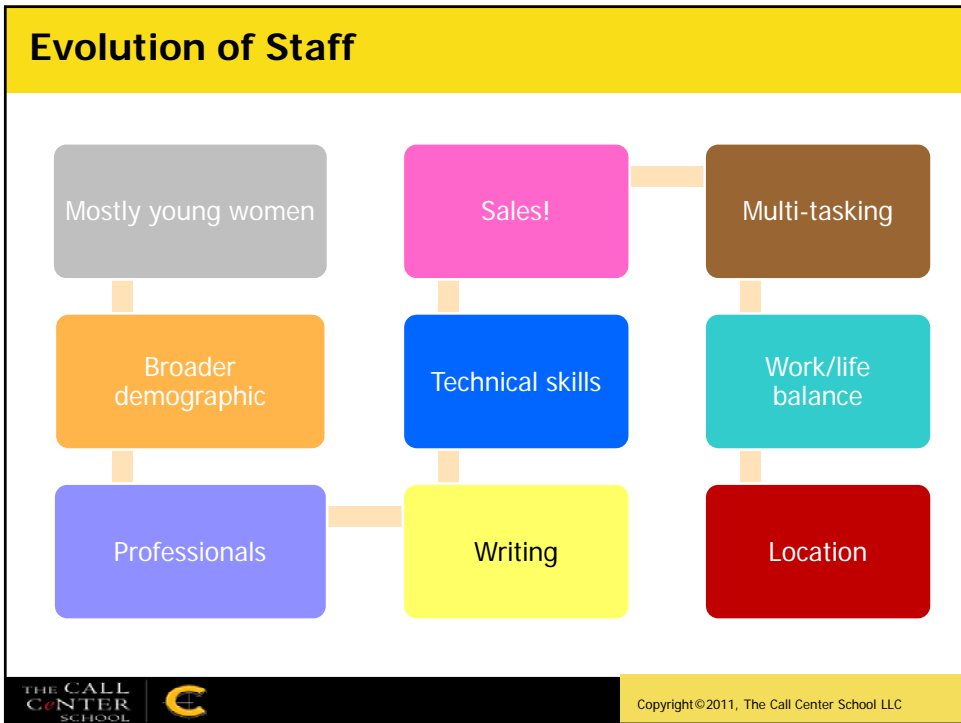 Evolution of Staff
Mostly young women
Broader
demographic
Professionals
Writing
Technical skills
Sales!
Multi-tasking
Work/life
balance
Location
THE CALL
CeNTER
SCHOOL
Copyright©2011, The Call Center School LLC